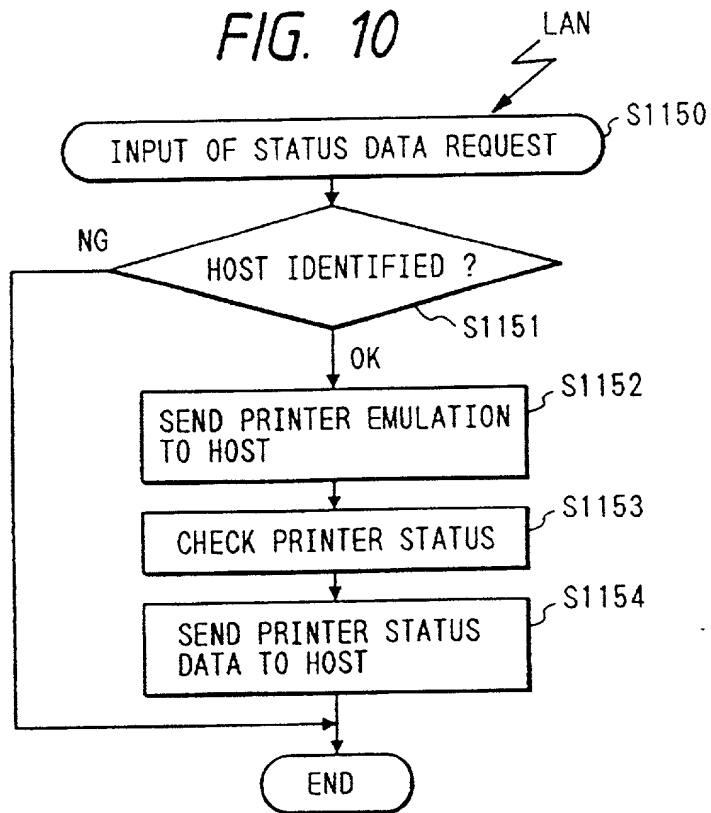 FIG. 10
LAN
INPUT OF STATUS DATA REQUEST
S1150
NG
HOST IDENTIFIED ?
S1151
OK
SEND PRINTER EMULATION
TO HOST
S1152
CHECK PRINTER STATUS
S1153
SEND PRINTER STATUS
DATA TO HOST
S1154
END